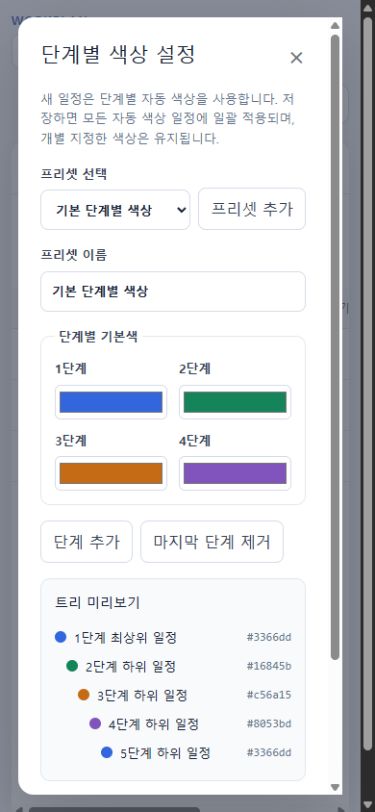 단계별 색상 설정
새 일정은 단계별 자동 색상을 사용합니다. 저
장하면 모든 자동 색상 일정에 일괄 적용되며,
개별 지정한 색상은 유지됩니다.
프리셋 선택
기본 단계별 색상
프리셋 추가
프리셋 이름
기본 단계별 색상
단계별 기본색
1단계 2단계
3단계 4단계
단계 추가 마지막 단계 제거
트리 미리보기
1단계 최상위 일정 #3366dd
2단계 하위 일정 #16845b
3단계 하위 일정 #c56a15
4단계 하위 일정 #8053bd
5단계 하위 일정 #3366dd